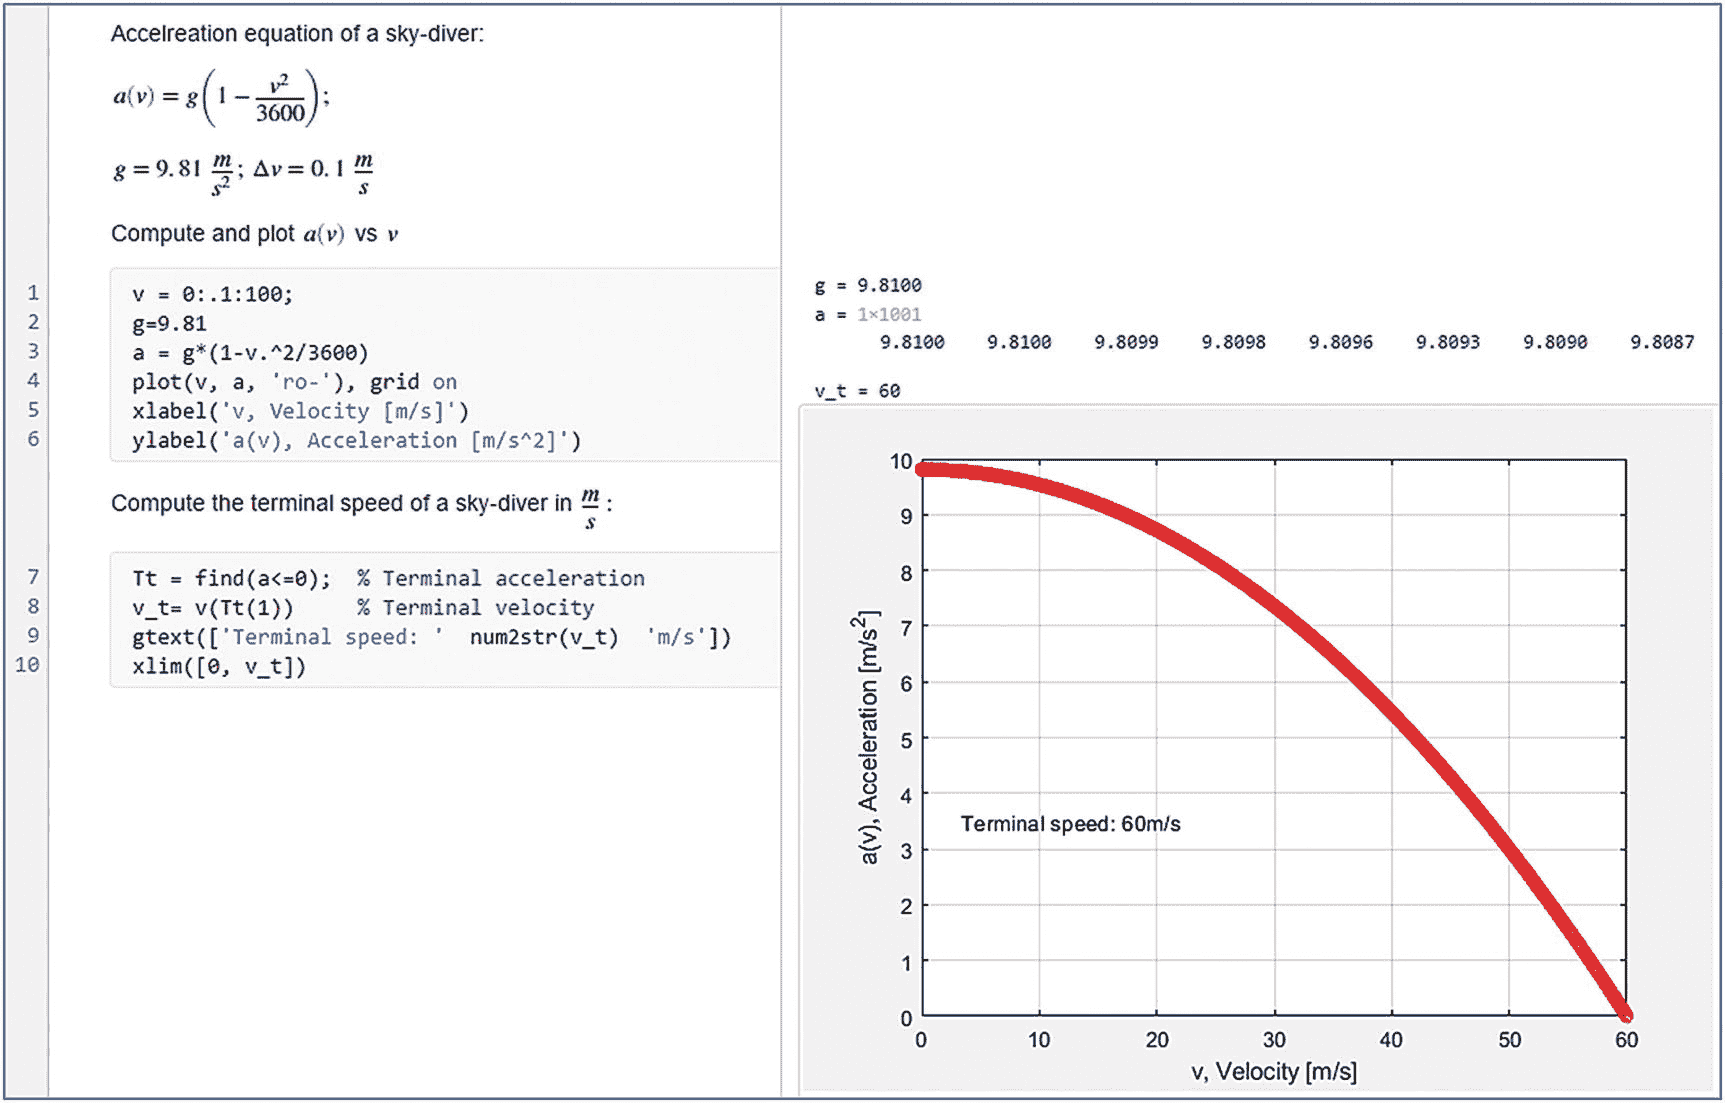 Accelreation equation of a sky-diver:
a(v) = g(1 − v²/3600);
g = 9.81 m/s²; Δv = 0.1 m/s
Compute and plot a(v) vs v
1 v = 0:.1:100;
2 g=9.81
3 a = g*(1-v.^2/3600)
4 plot(v, a, 'ro-'), grid on
5 xlabel('v, Velocity [m/s]')
6 ylabel('a(v), Acceleration [m/s^2]')
Compute the terminal speed of a sky-diver in m/s :
7 Tt = find(a<=0); % Terminal acceleration
8 v_t= v(Tt(1)) % Terminal velocity
9 gtext(['Terminal speed: ' num2str(v_t) 'm/s'])
10 xlim([0, v_t])
g = 9.8100
a = 1×1001
9.8100 9.8100 9.8099 9.8098 9.8096 9.8093 9.8090 9.8087
v_t = 60
10
9
8
7
6
5
4
3
2
1
0
a(v), Acceleration [m/s²]
Terminal speed: 60m/s
0 10 20 30 40 50 60
v, Velocity [m/s]